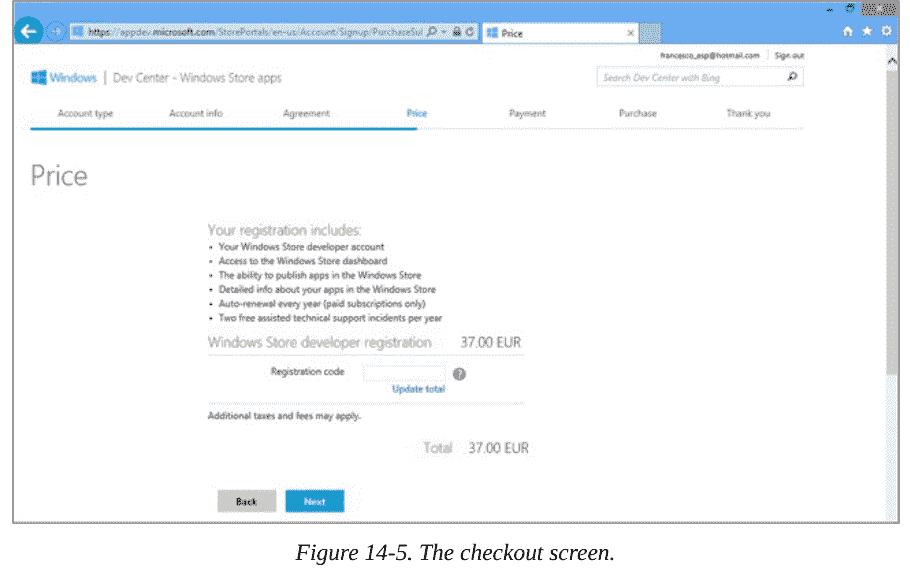 https://appdev.microsoft.com/StorePortals/en-us/Account/Signup/PurchaseSul
Price
francesco_esp@hotmail.com Sign out
Windows | Dev Center - Windows Store apps
Search Dev Center with Bing
Account type Account info Agreement Price Payment Purchase Thank you
Price
Your registration includes:
• Your Windows Store developer account
• Access to the Windows Store dashboard
• The ability to publish apps in the Windows Store
• Detailed info about your apps in the Windows Store
• Auto-renewal every year (paid subscriptions only)
• Two free assisted technical support incidents per year
Windows Store developer registration 37.00 EUR
Registration code ?
Update total
Additional taxes and fees may apply.
Total 37.00 EUR
Back Next
Figure 14-5. The checkout screen.